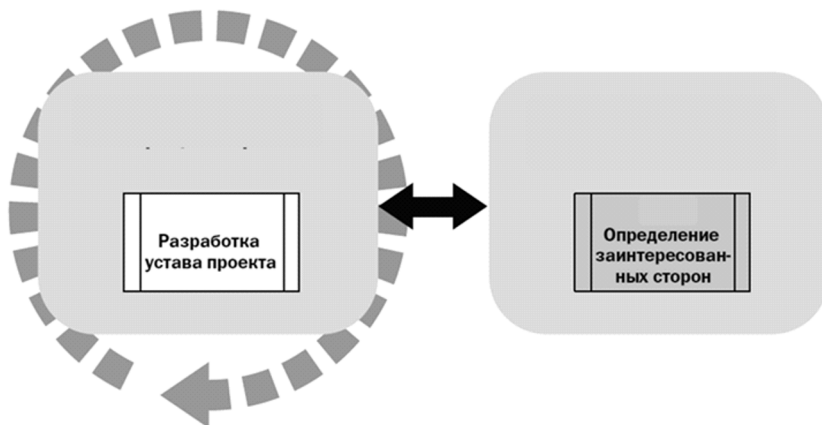 Разработка
устава проекта
Определение
заинтересован-
ных сторон